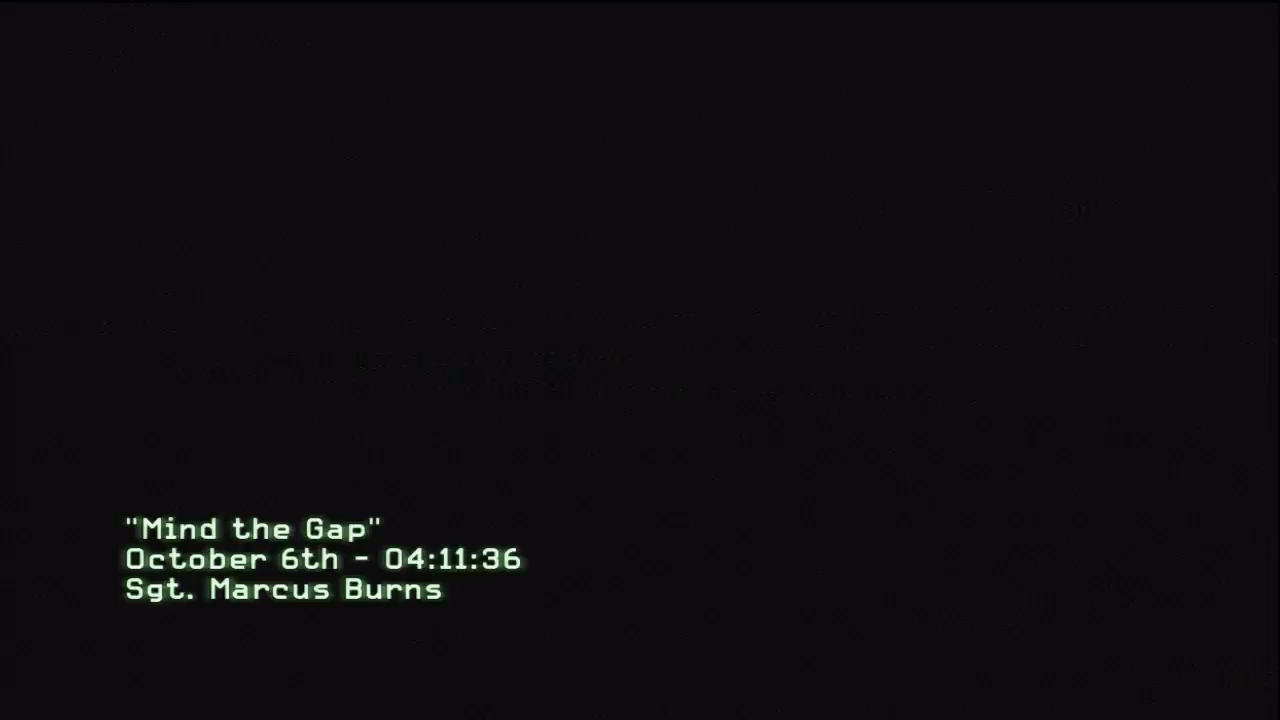 "Mind the Gap"
October 6th - 04:11:36
Sgt. Marcus Burns